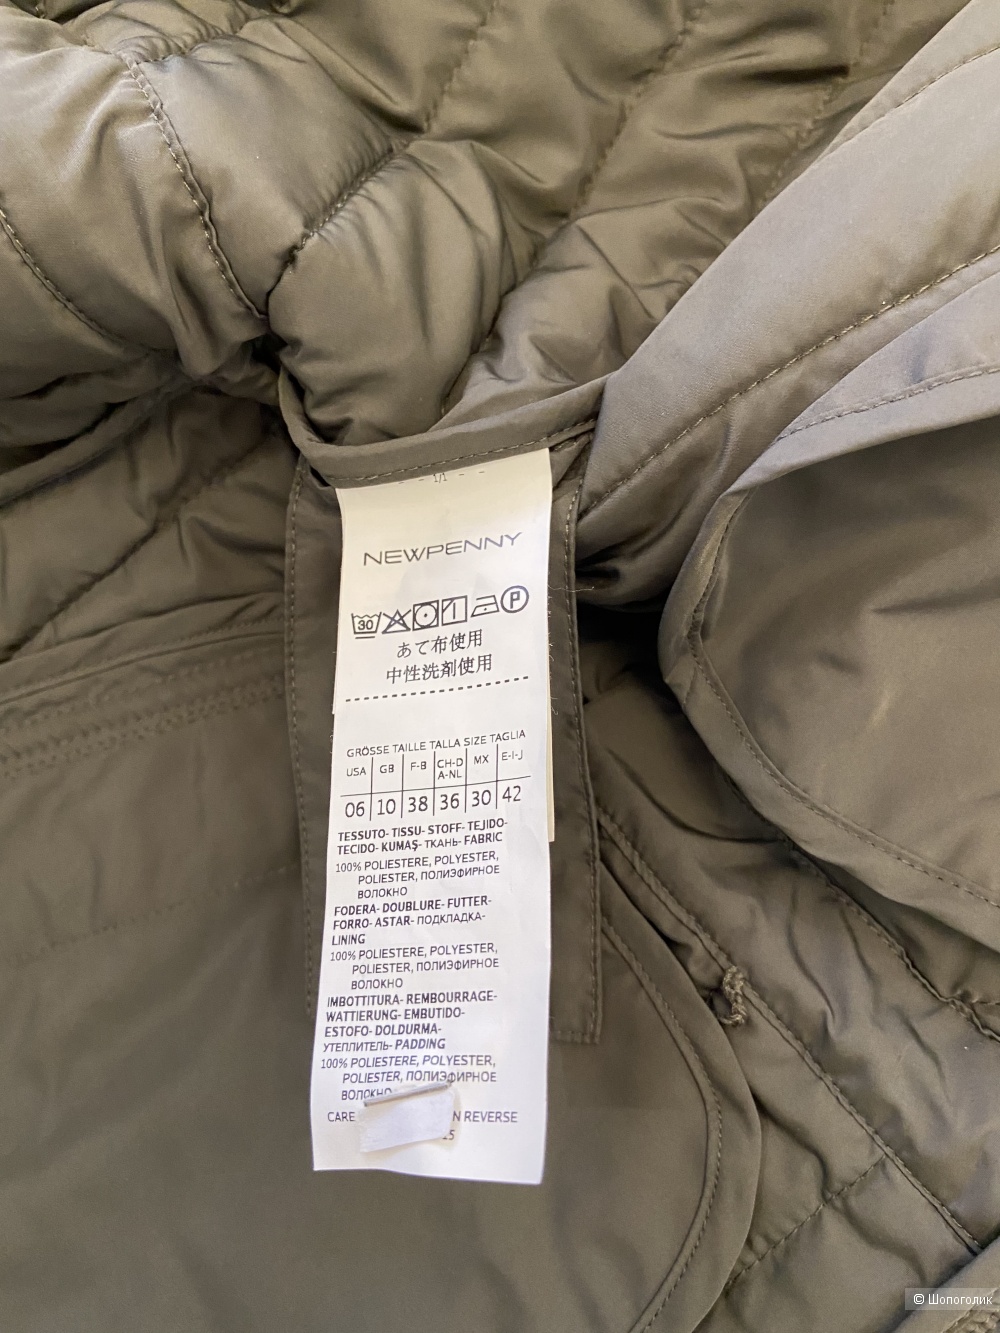 1/1
NEWPENNY
30 P
あて布使用
中性洗剤使用
GRÖSSE TAILLE TALLA SIZE TAGLIA
USA GB F-B CH-D A-NL MX E-I-J
06 10 38 36 30 42
TESSUTO- TISSU- STOFF- TEJIDO-
TECIDO- KUMAŞ- ТКАНЬ- FABRIC
100% POLIESTERE, POLYESTER,
POLIESTER, ПОЛИЭФИРНОЕ
ВОЛОКНО
FODERA- DOUBLURE- FUTTER-
FORRO- ASTAR- ПОДКЛАДКА-
LINING
100% POLIESTERE, POLYESTER,
POLIESTER, ПОЛИЭФИРНОЕ
ВОЛОКНО
IMBOTTITURA- REMBOURRAGE-
WATTIERUNG- EMBUTIDO-
ESTOFO- DOLDURMA-
УТЕПЛИТЕЛЬ- PADDING
100% POLIESTERE, POLYESTER,
POLIESTER, ПОЛИЭФИРНОЕ
ВОЛОКНО
CARE REVERSE
© Шопоголик